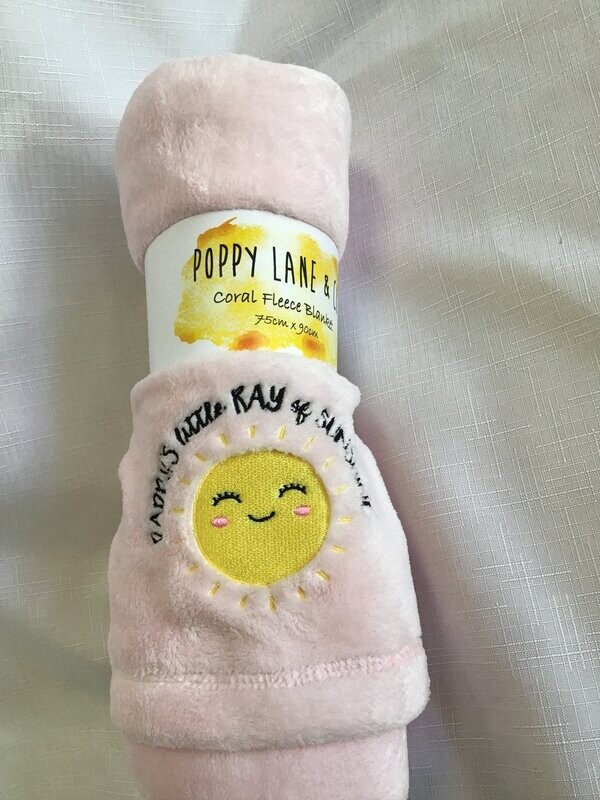 POPPY LANE &
Coral Fleece Blanket
75cm x 90cm
little RAY of